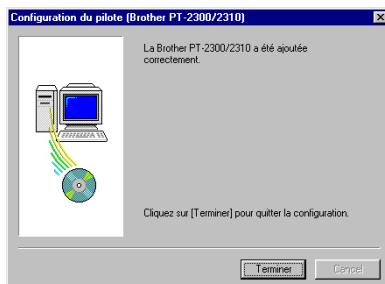 Configuration du pilote (Brother PT-2300/2310)
La Brother PT-2300/2310 a été ajoutée
correctement.
Cliquez sur [Terminer] pour quitter la configuration.
Terminer
Cancel